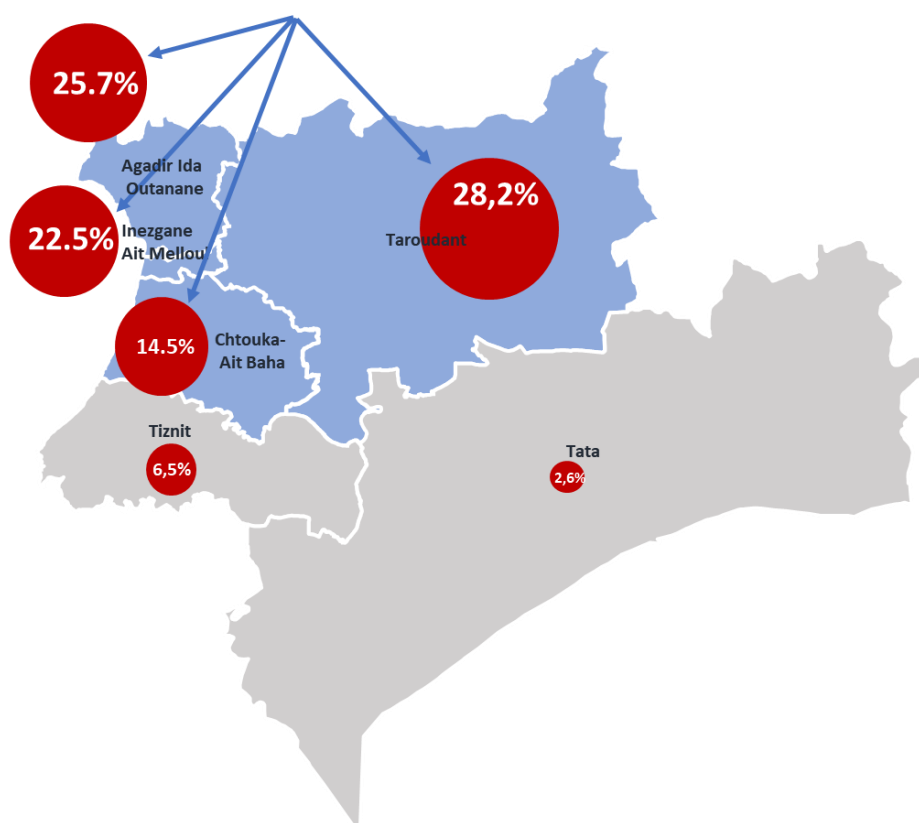 25.7%
Agadir Ida
Outanane
28,2%
22.5%
Inezgane
Ait Melloul
Taroudant
14.5%
Chtouka-
Ait Baha
Tiznit
6,5%
Tata
2,6%